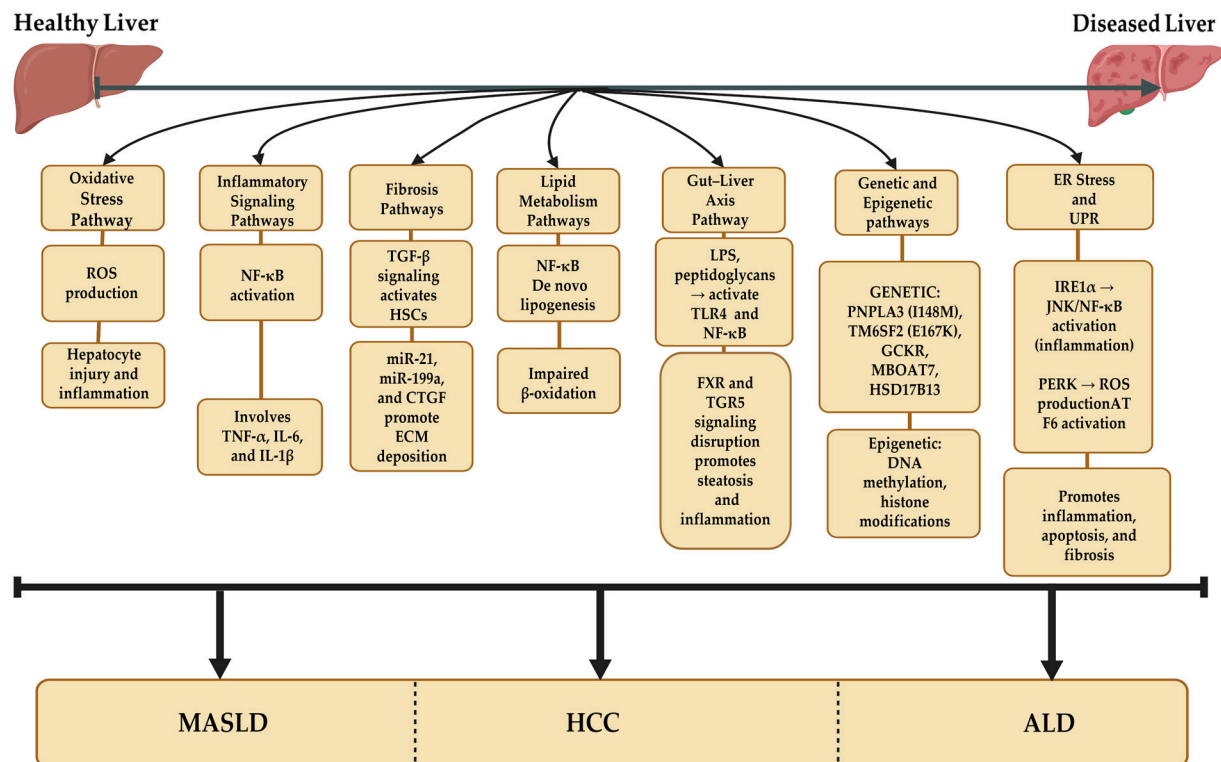 Healthy Liver
Diseased Liver
Oxidative
Stress
Pathway
ROS
production
Hepatocyte
injury and
inflammation
Inflammatory
Signaling
Pathways
NF-κB
activation
Involves
TNF-α, IL-6,
and IL-1β
Fibrosis
Pathways
TGF-β
signaling
activates
HSCs
miR-21,
miR-199a,
and CTGF
promote
ECM
deposition
Lipid
Metabolism
Pathways
NF-κB
De novo
lipogenesis
Impaired
β-oxidation
Gut–Liver
Axis
Pathway
LPS,
peptidoglycans
→ activate
TLR4 and
NF-κB
FXR and
TGR5
signaling
disruption
promotes
steatosis
and
inflammation
Genetic and
Epigenetic
pathways
GENETIC:
PNPLA3 (I148M),
TM6SF2 (E167K),
GCKR,
MBOAT7,
HSD17B13
Epigenetic:
DNA
methylation,
histone
modifications
ER Stress
and
UPR
IRE1α →
JNK/NF-κB
activation
(inflammation)
PERK → ROS
productionAT
F6 activation
Promotes
inflammation,
apoptosis, and
fibrosis
MASLD
HCC
ALD